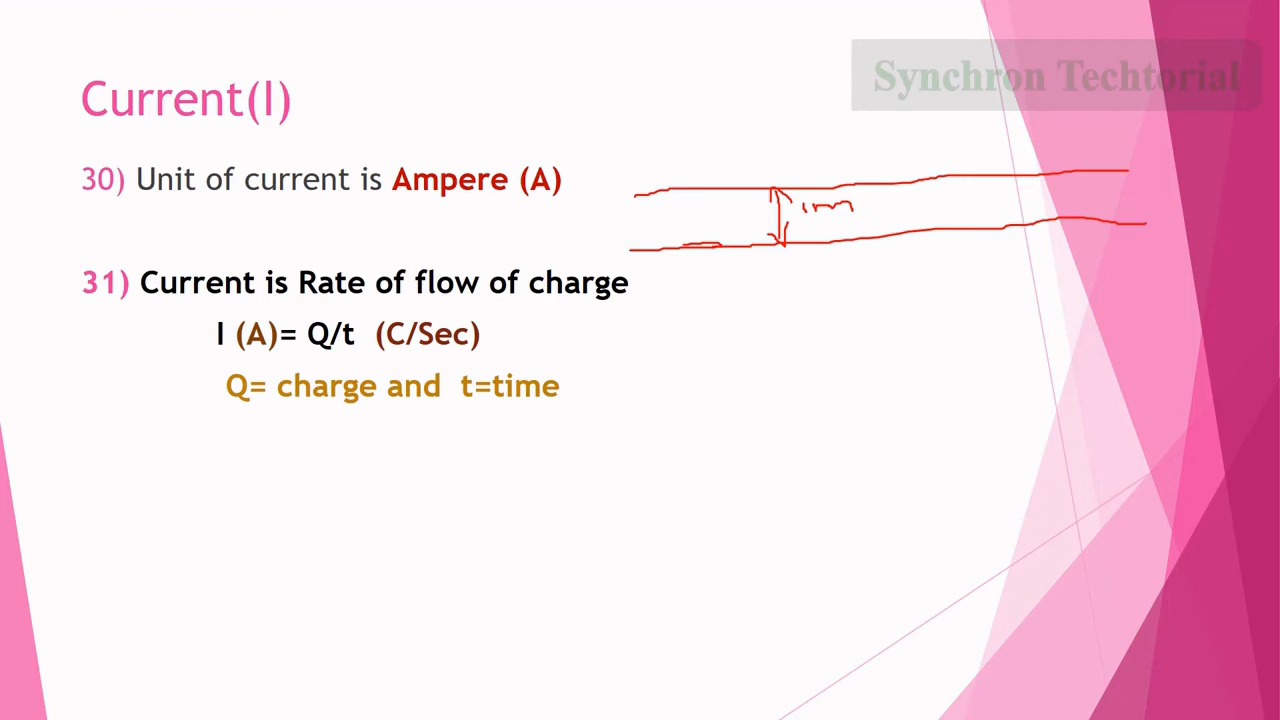 Synchron Techtorial
Current(I)
30) Unit of current is Ampere (A)
1m
31) Current is Rate of flow of charge
I (A)= Q/t (C/Sec)
Q= charge and t=time